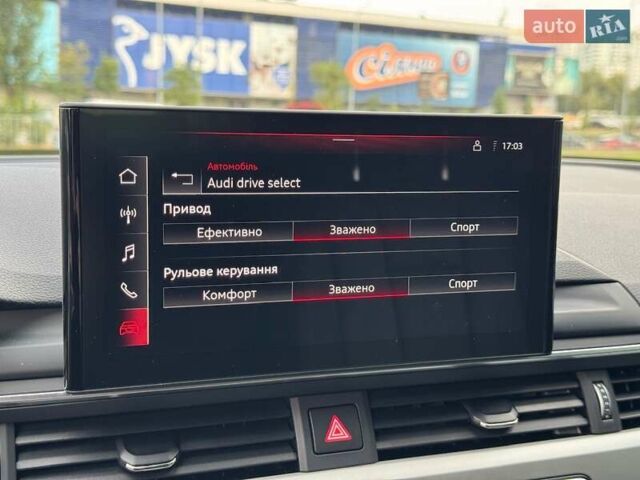 auto RIA
JYSK
Сільпо
17:03
Автомобіль
Audi drive select
Привод
Ефективно Зважено Спорт
Рульове керування
Комфорт Зважено Спорт